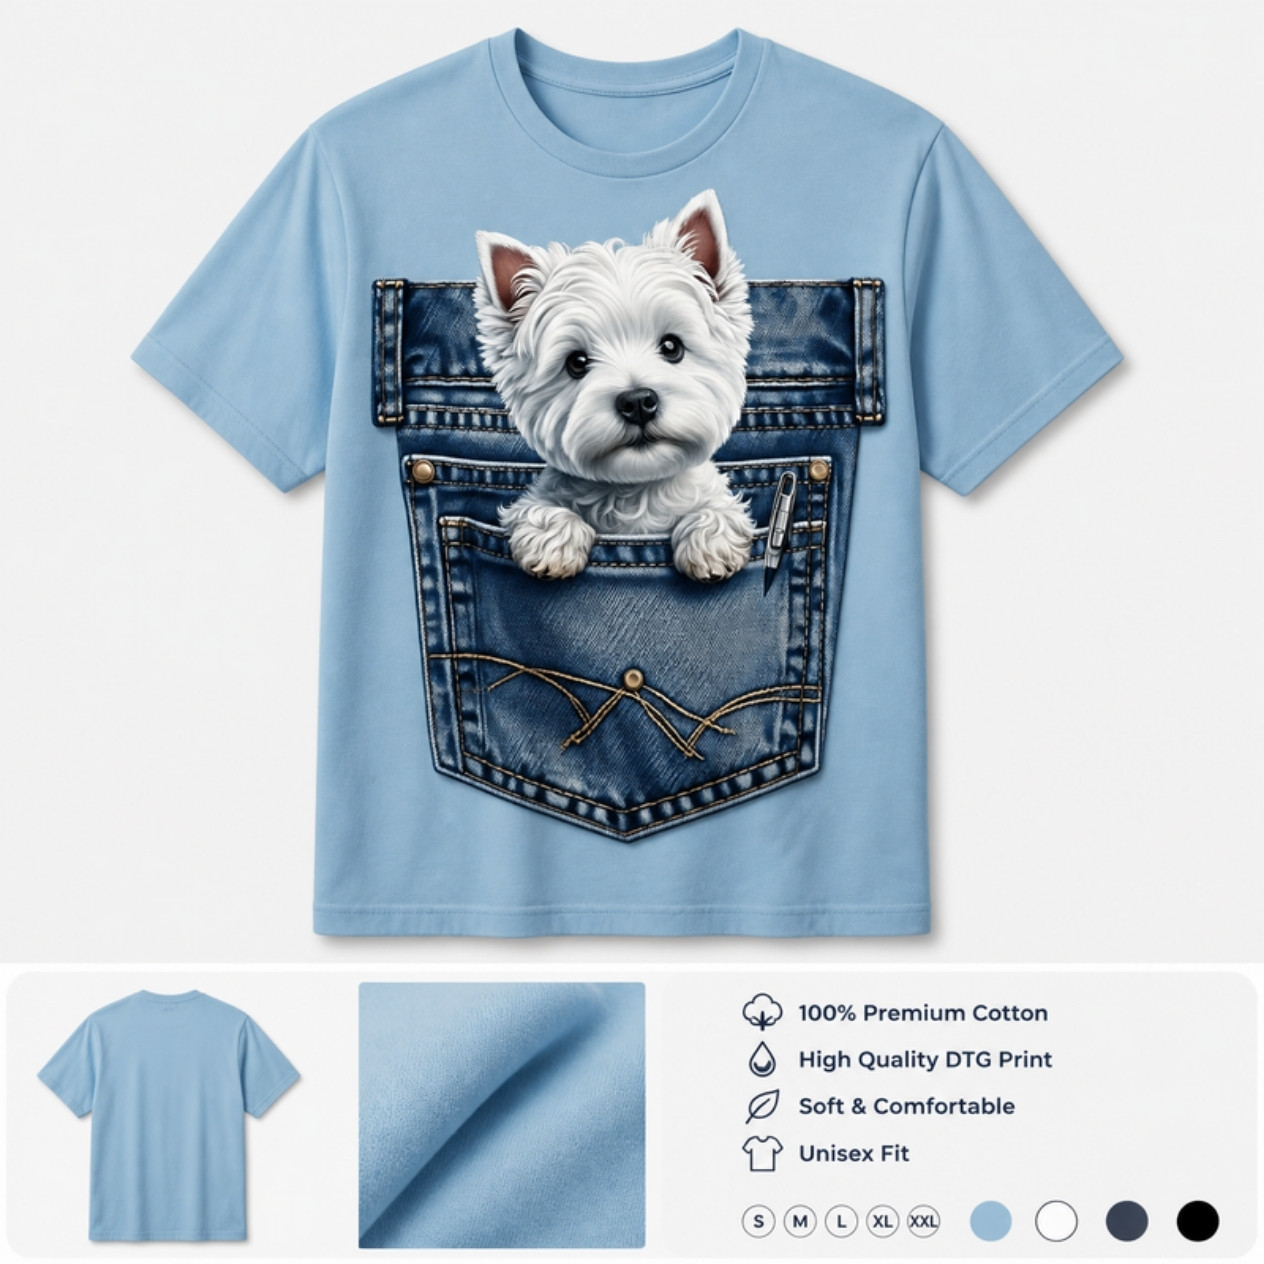 100% Premium Cotton
High Quality DTG Print
Soft & Comfortable
Unisex Fit
S M L XL XXL